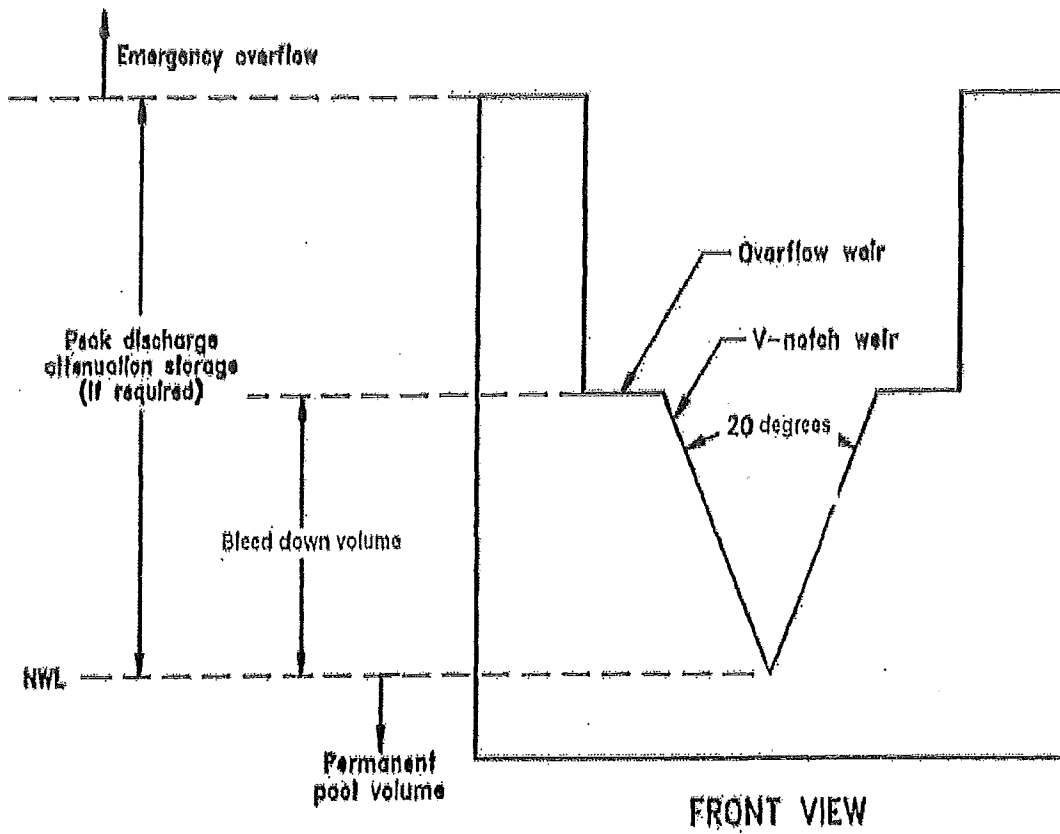 Emergency overflow
Overflow weir
V-notch weir
Peak discharge
attenuation storage
(if required)
20 degrees
Bleed down volume
NWL
Permanent
pool volume
FRONT VIEW